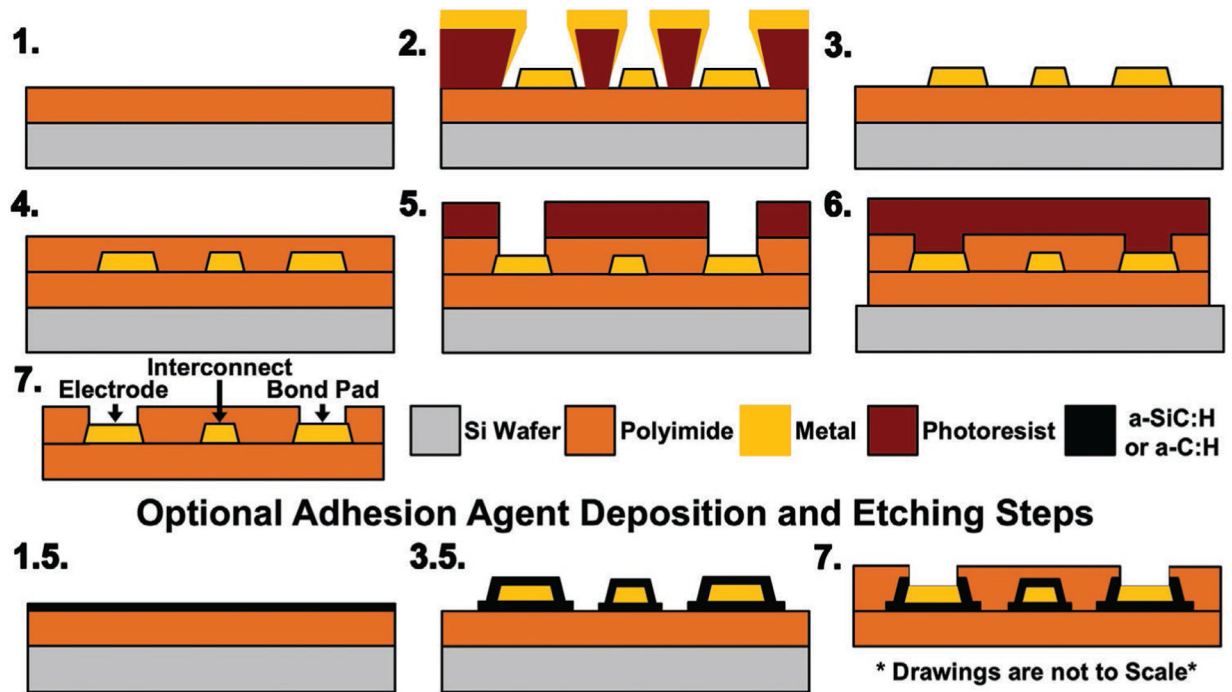 1.
2.
3.
4.
5.
6.
7.
Electrode
Interconnect
Bond Pad
Si Wafer
Polyimide
Metal
Photoresist
a-SiC:H
or a-C:H
Optional Adhesion Agent Deposition and Etching Steps
1.5.
3.5.
7.
* Drawings are not to Scale*